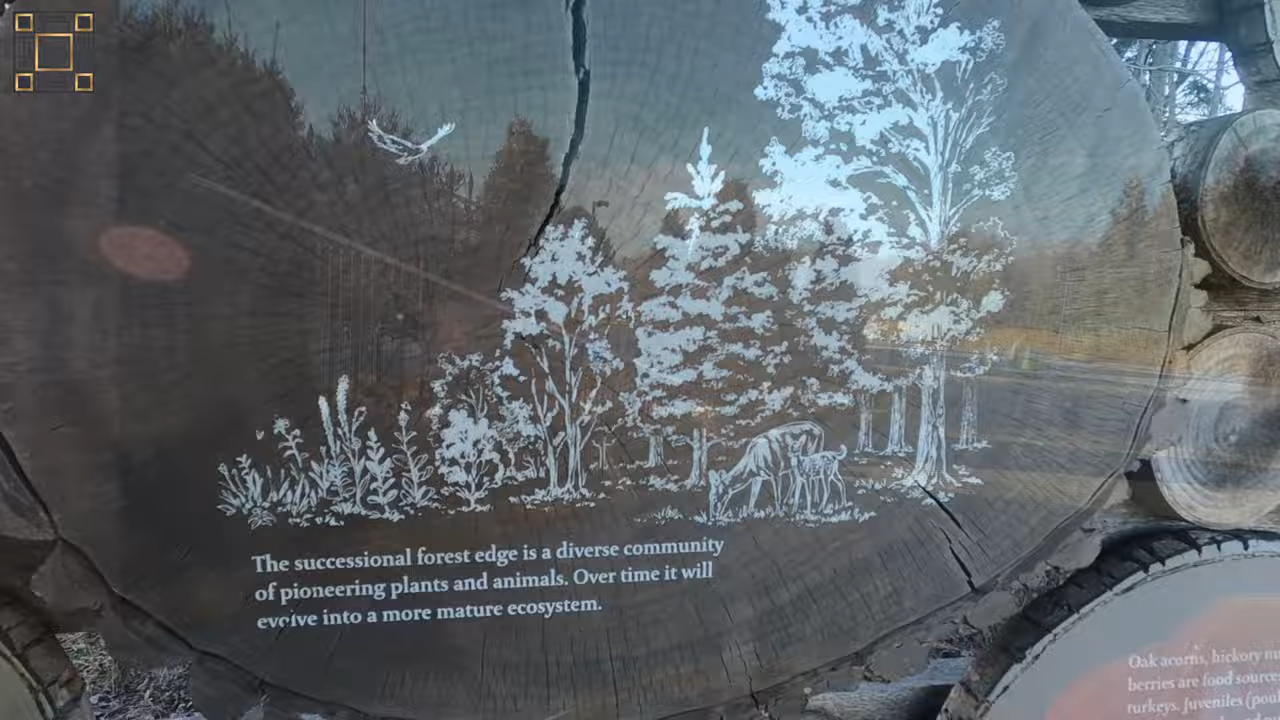 The successional forest edge is a diverse community
of pioneering plants and animals. Over time it will
evolve into a more mature ecosystem.
Oak acorns, hickory
berries are food
turkeys. Juveniles